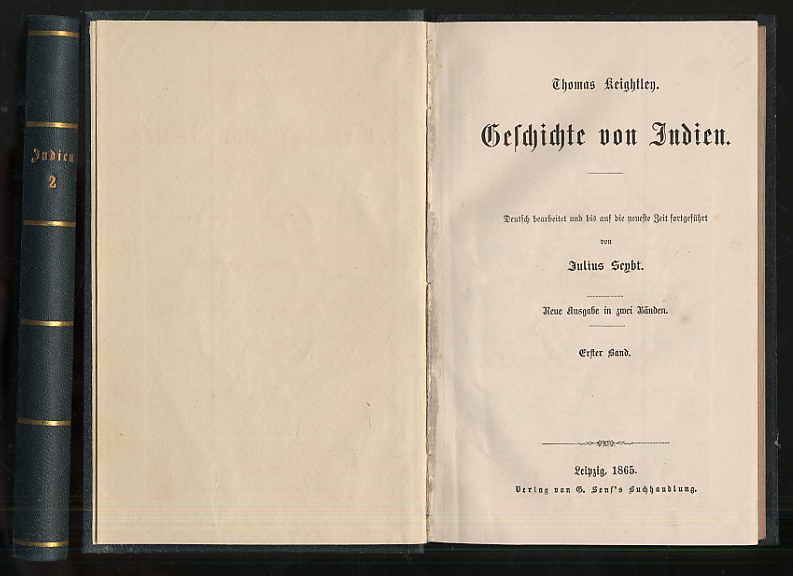 Indien
2
Thomas Keightley.
Geschichte von Indien.
Deutsch bearbeitet und bis auf die neueste Zeit fortgeführt
von
Julius Seybt.
Neue Ausgabe in zwei Bänden.
Erster Band.
Leipzig, 1865.
Verlag von G. Senf's Buchhandlung.